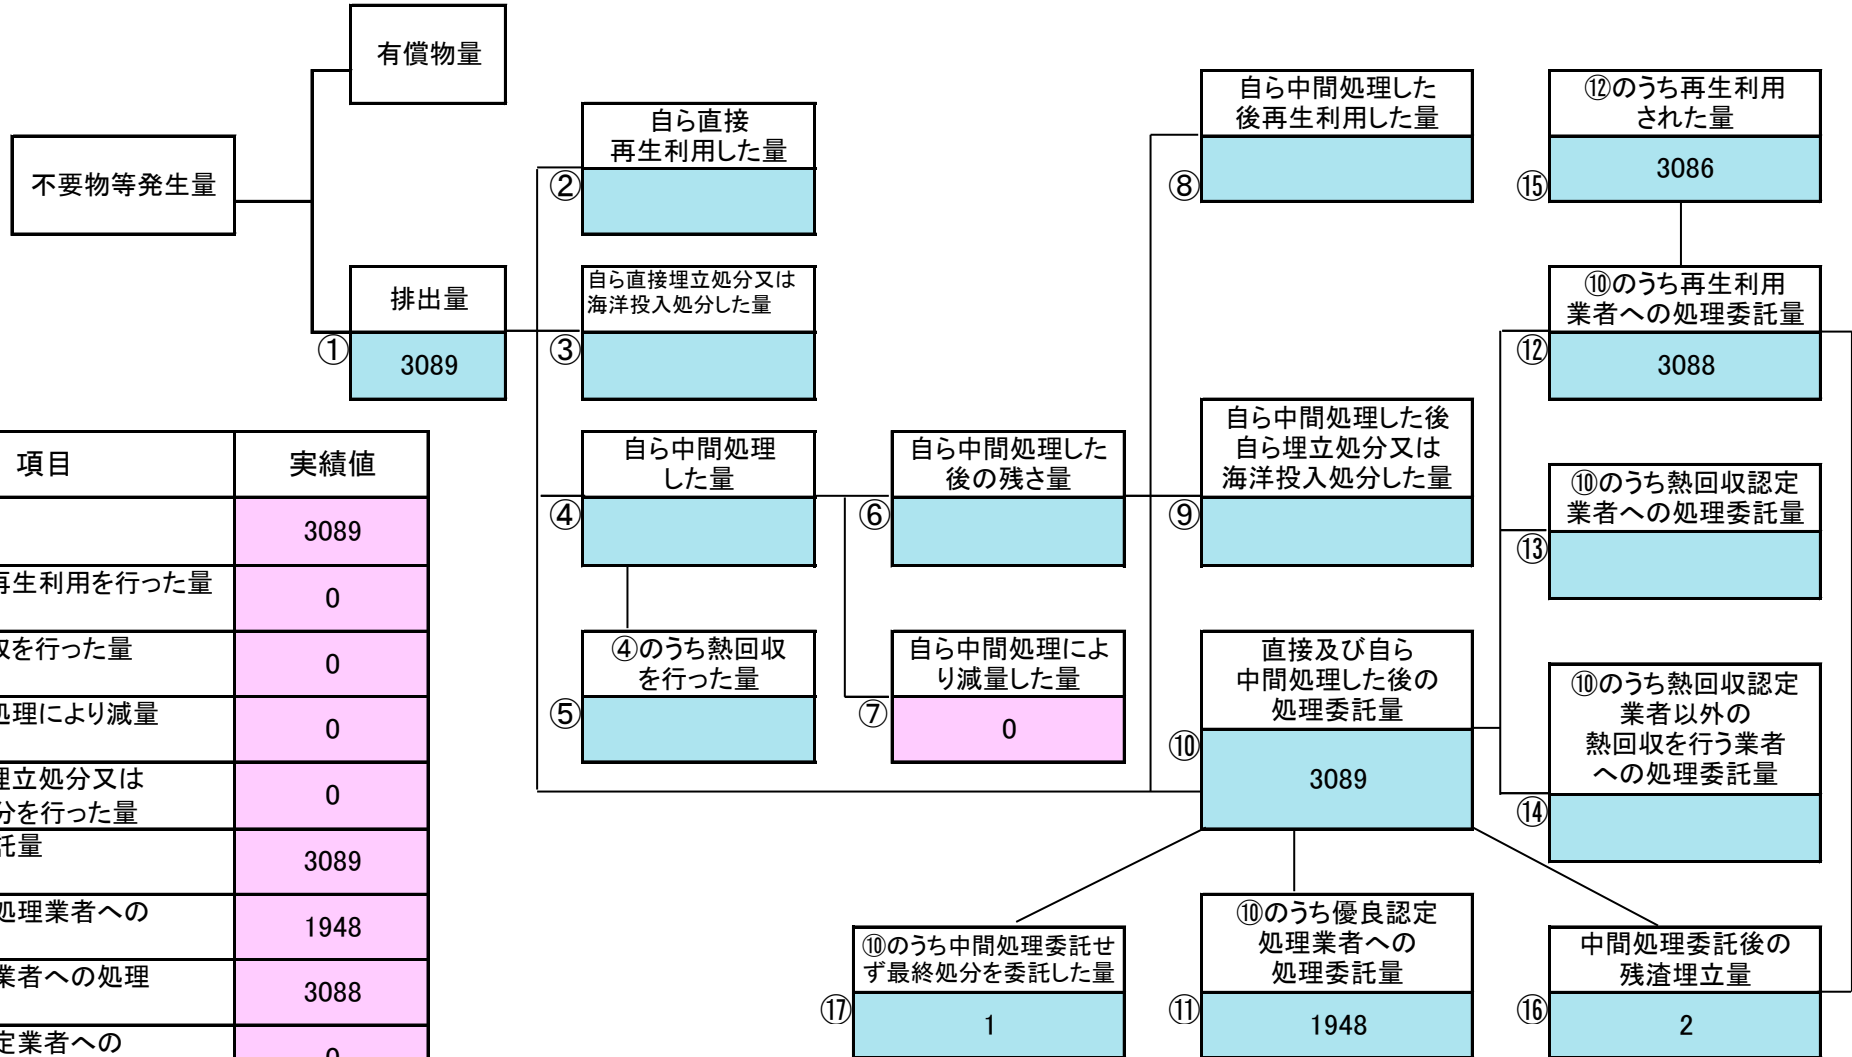 有償物量
不要物等発生量
排出量
①
3089
自ら直接
再生利用した量
②
自ら直接埋立処分又は
海洋投入処分した量
③
自ら中間処理
した量
④
④のうち熱回収
を行った量
⑤
自ら中間処理した
後の残さ量
⑥
自ら中間処理によ
り減量した量
⑦
0
自ら中間処理した
後再生利用した量
⑧
自ら中間処理した後
自ら埋立処分又は
海洋投入処分した量
⑨
直接及び自ら
中間処理した後の
処理委託量
⑩
3089
⑫のうち再生利用
された量
⑮
3086
⑩のうち再生利用
業者への処理委託量
⑫
3088
⑩のうち熱回収認定
業者への処理委託量
⑬
⑩のうち熱回収認定
業者以外の
熱回収を行う業者
への処理委託量
⑭
⑩のうち中間処理委託せ
ず最終処分を委託した量
⑰
1
⑩のうち優良認定
処理業者への
処理委託量
⑪
1948
中間処理委託後の
残渣埋立量
⑯
2
項目 実績値
3089
再生利用を行った量 0
を行った量 0
処理により減量 0
埋立処分又は
分を行った量 0
託量 3089
処理業者への 1948
業者への処理 3088
定業者への